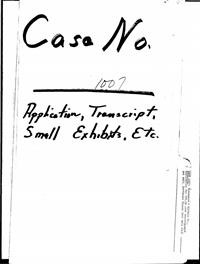 Case No.
1007
Application, Transcript,
Small Exhibits, Etc.